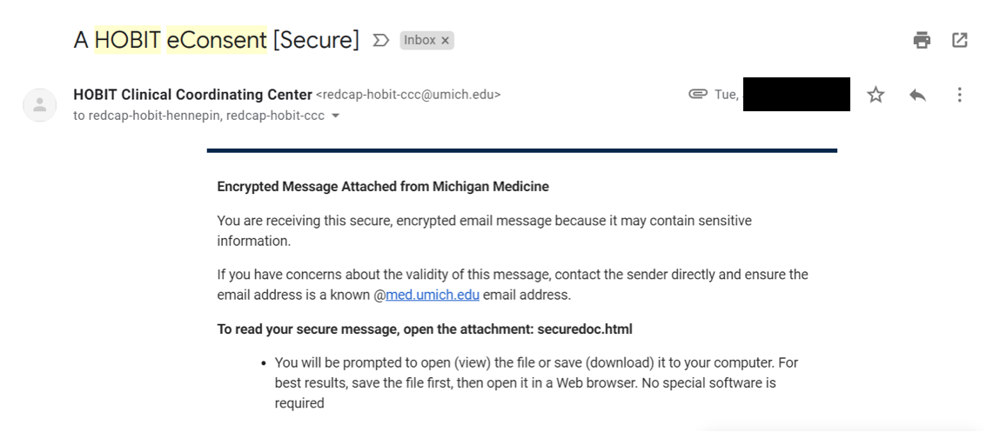 A HOBIT eConsent [Secure] Inbox ×
HOBIT Clinical Coordinating Center <redcap-hobit-ccc@umich.edu> Tue,
to redcap-hobit-hennepin, redcap-hobit-ccc
Encrypted Message Attached from Michigan Medicine
You are receiving this secure, encrypted email message because it may contain sensitive
information.
If you have concerns about the validity of this message, contact the sender directly and ensure the
email address is a known @med.umich.edu email address.
To read your secure message, open the attachment: securedoc.html
• You will be prompted to open (view) the file or save (download) it to your computer. For
best results, save the file first, then open it in a Web browser. No special software is
required